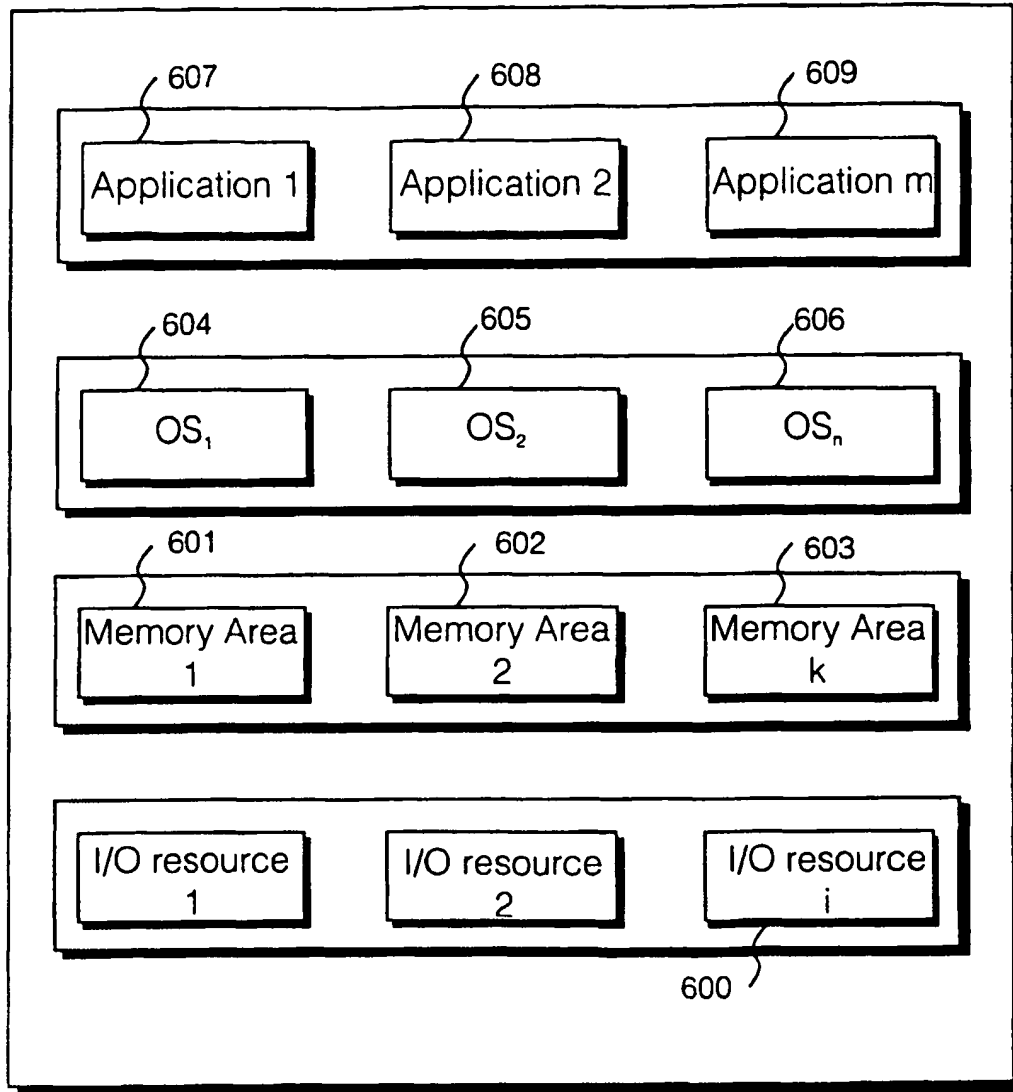 607 608 609
Application 1 Application 2 Application m
604 605 606
OS₁ OS₂ OSₙ
601 602 603
Memory Area Memory Area Memory Area
1 2 k
I/O resource I/O resource I/O resource
1 2 i
600